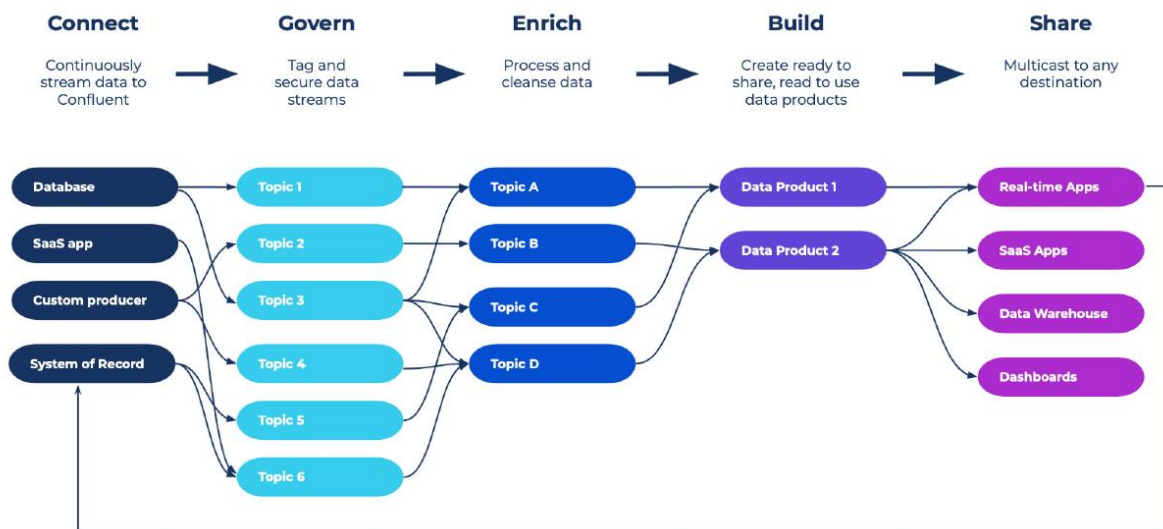 Connect
Continuously
stream data to
Confluent
Govern
Tag and
secure data
streams
Enrich
Process and
cleanse data
Build
Create ready to
share, read to use
data products
Share
Multicast to any
destination
Database
SaaS app
Custom producer
System of Record
Topic 1
Topic 2
Topic 3
Topic 4
Topic 5
Topic 6
Topic A
Topic B
Topic C
Topic D
Data Product 1
Data Product 2
Real-time Apps
SaaS Apps
Data Warehouse
Dashboards